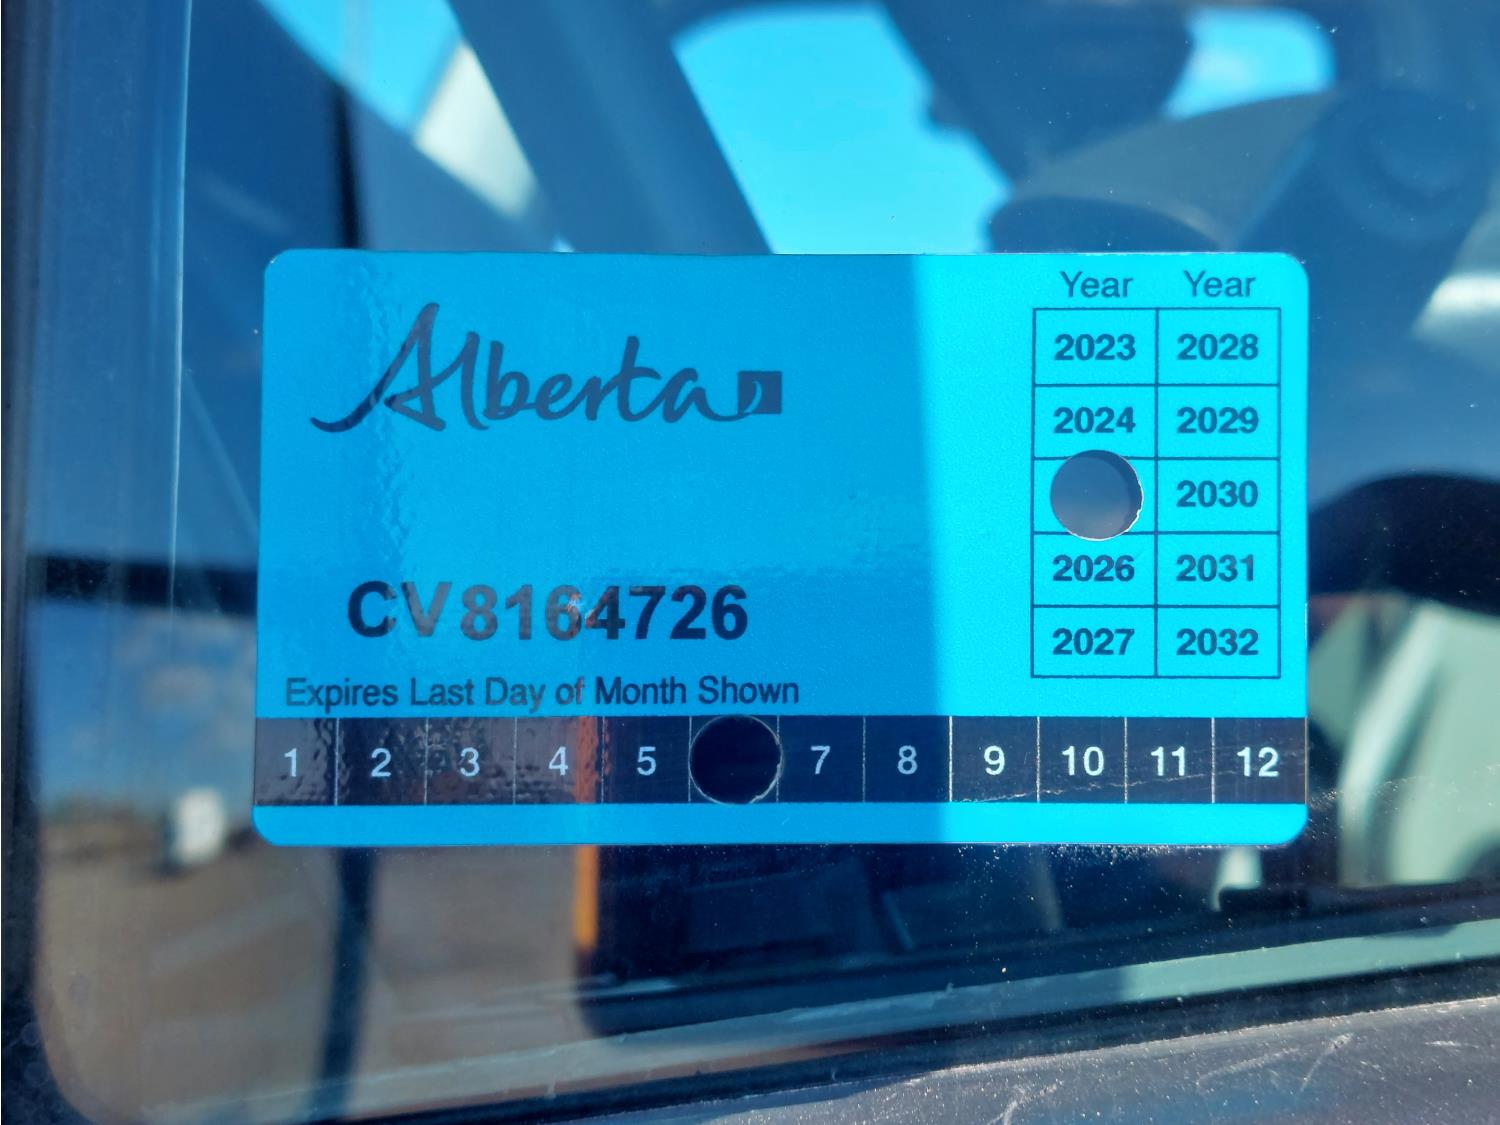 Alberta
Year Year
2023 2028
2024 2029
2030
2026 2031
2027 2032
CV8164726
Expires Last Day of Month Shown
1 2 3 4 5 7 8 9 10 11 12